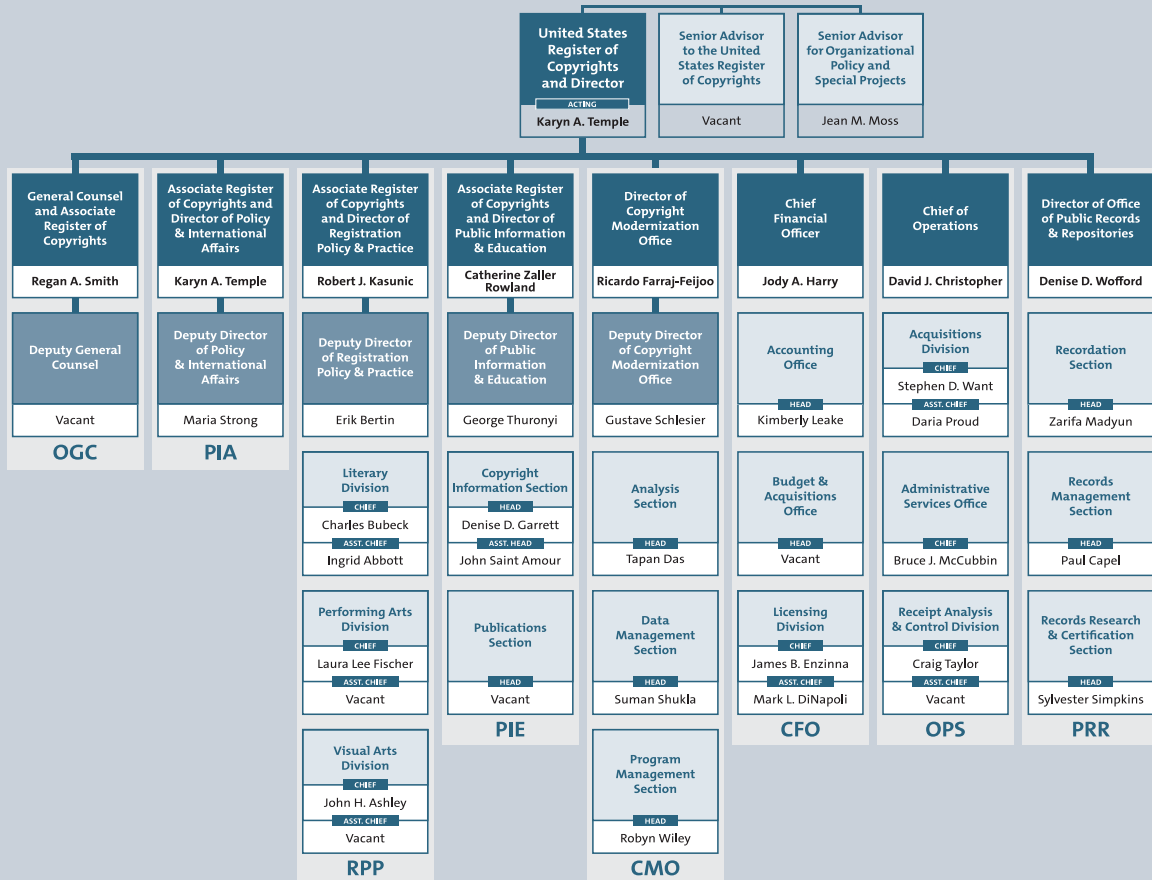 United States
Register of
Copyrights
and Director
ACTING
Karyn A. Temple
Senior Advisor
to the United
States Register
of Copyrights
Vacant
Senior Advisor
for Organizational
Policy and
Special Projects
Jean M. Moss
General Counsel
and Associate
Register of
Copyrights
Regan A. Smith
Deputy General
Counsel
Vacant
OGC
Associate Register
of Copyrights and
Director of Policy
& International
Affairs
Karyn A. Temple
Deputy Director
of Policy
& International
Affairs
Maria Strong
PIA
Associate Register
of Copyrights
and Director of
Registration
Policy & Practice
Robert J. Kasunic
Deputy Director
of Registration
Policy & Practice
Erik Bertin
Literary
Division
CHIEF
Charles Bubeck
ASST. CHIEF
Ingrid Abbott
Performing Arts
Division
CHIEF
Laura Lee Fischer
ASST. CHIEF
Vacant
Visual Arts
Division
CHIEF
John H. Ashley
ASST. CHIEF
Vacant
RPP
Associate Register
of Copyrights
and Director of
Public Information
& Education
Catherine Zaller
Rowland
Deputy Director
of Public
Information
& Education
George Thuronyi
Copyright
Information Section
HEAD
Denise D. Garrett
ASST. HEAD
John Saint Amour
Publications
Section
HEAD
Vacant
PIE
Director of
Copyright
Modernization
Office
Ricardo Farraj-Feijoo
Deputy Director
of Copyright
Modernization
Office
Gustave Schlesier
Analysis
Section
HEAD
Tapan Das
Data
Management
Section
HEAD
Suman Shukla
Program
Management
Section
HEAD
Robyn Wiley
CMO
Chief
Financial
Officer
Jody A. Harry
Accounting
Office
HEAD
Kimberly Leake
Budget &
Acquisitions
Office
HEAD
Vacant
Licensing
Division
CHIEF
James B. Enzinna
ASST. CHIEF
Mark L. DiNapoli
CFO
Chief of
Operations
David J. Christopher
Acquisitions
Division
CHIEF
Stephen D. Want
ASST. CHIEF
Daria Proud
Administrative
Services Office
CHIEF
Bruce J. McCubbin
Receipt Analysis
& Control Division
CHIEF
Craig Taylor
ASST. CHIEF
Vacant
OPS
Director of Office
of Public Records
& Repositories
Denise D. Wofford
Recordation
Section
HEAD
Zarifa Madyun
Records
Management
Section
HEAD
Paul Capel
Records Research
& Certification
Section
HEAD
Sylvester Simpkins
PRR